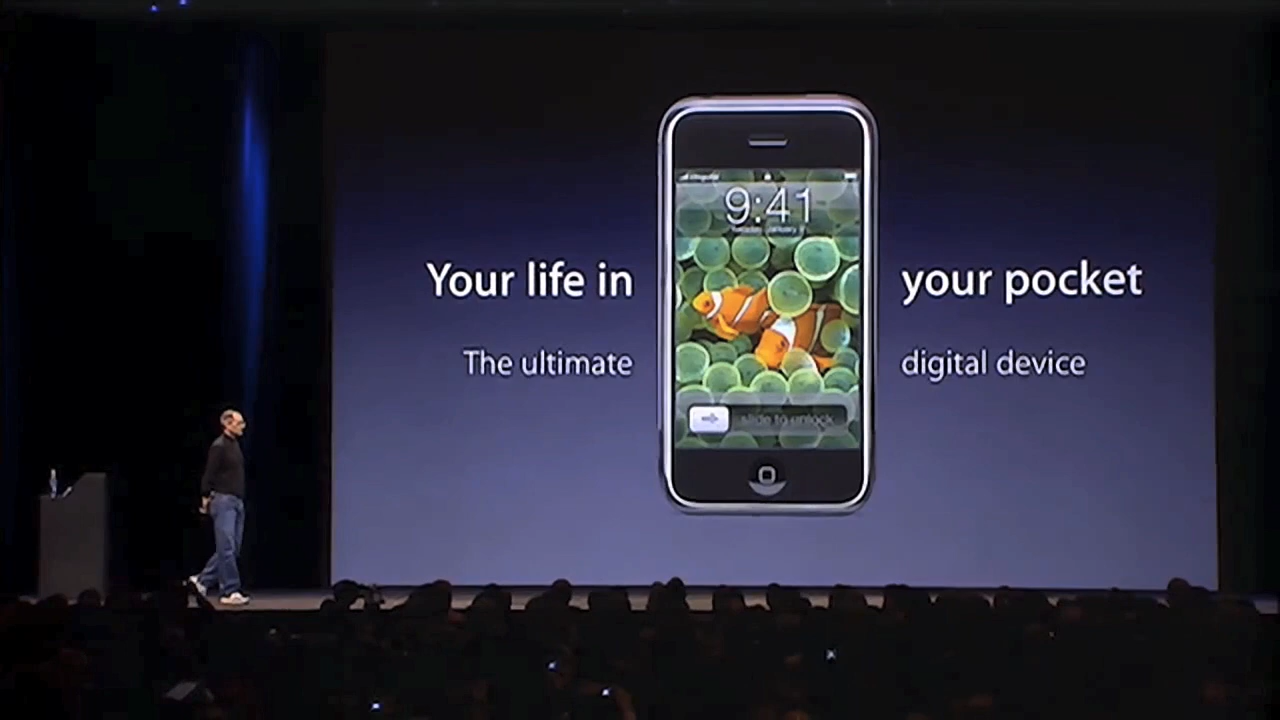 9:41
Your life in your pocket
The ultimate digital device
slide to unlock